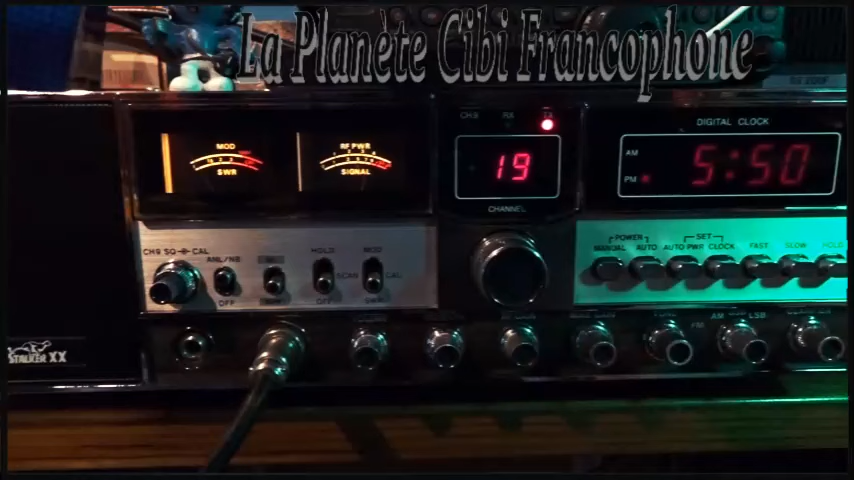 La Planète Cibi Francophone
CH9 RX TX
DIGITAL CLOCK
MOD
SWR
RF PWR
SIGNAL
19
CHANNEL
AM
PM
5:50
CH9 SQ CAL
ANL/NB
OFF
HOLD
SCAN
OFF
MOD
CAL
SWR
POWER
MANUAL AUTO
SET
AUTO PWR CLOCK
FAST SLOW HOLD
FM AM USB LSB
STALKER XX